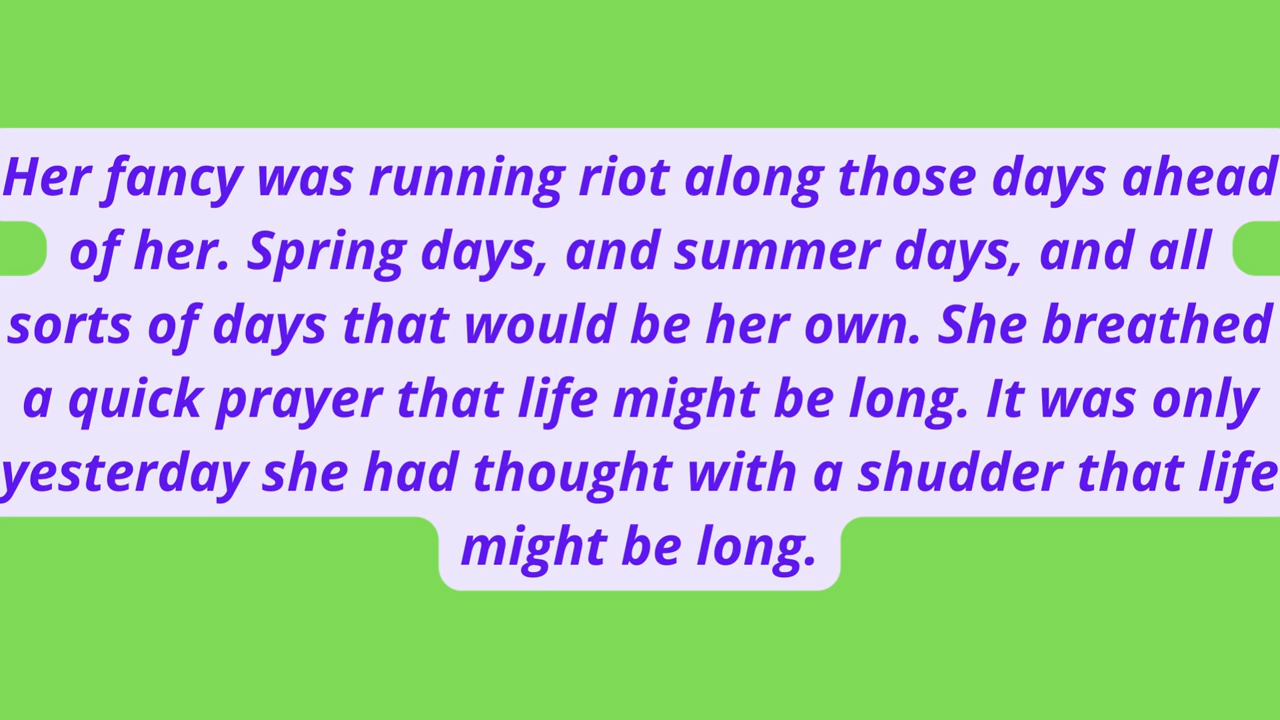 Her fancy was running riot along those days ahead
of her. Spring days, and summer days, and all
sorts of days that would be her own. She breathed
a quick prayer that life might be long. It was only
yesterday she had thought with a shudder that life
might be long.